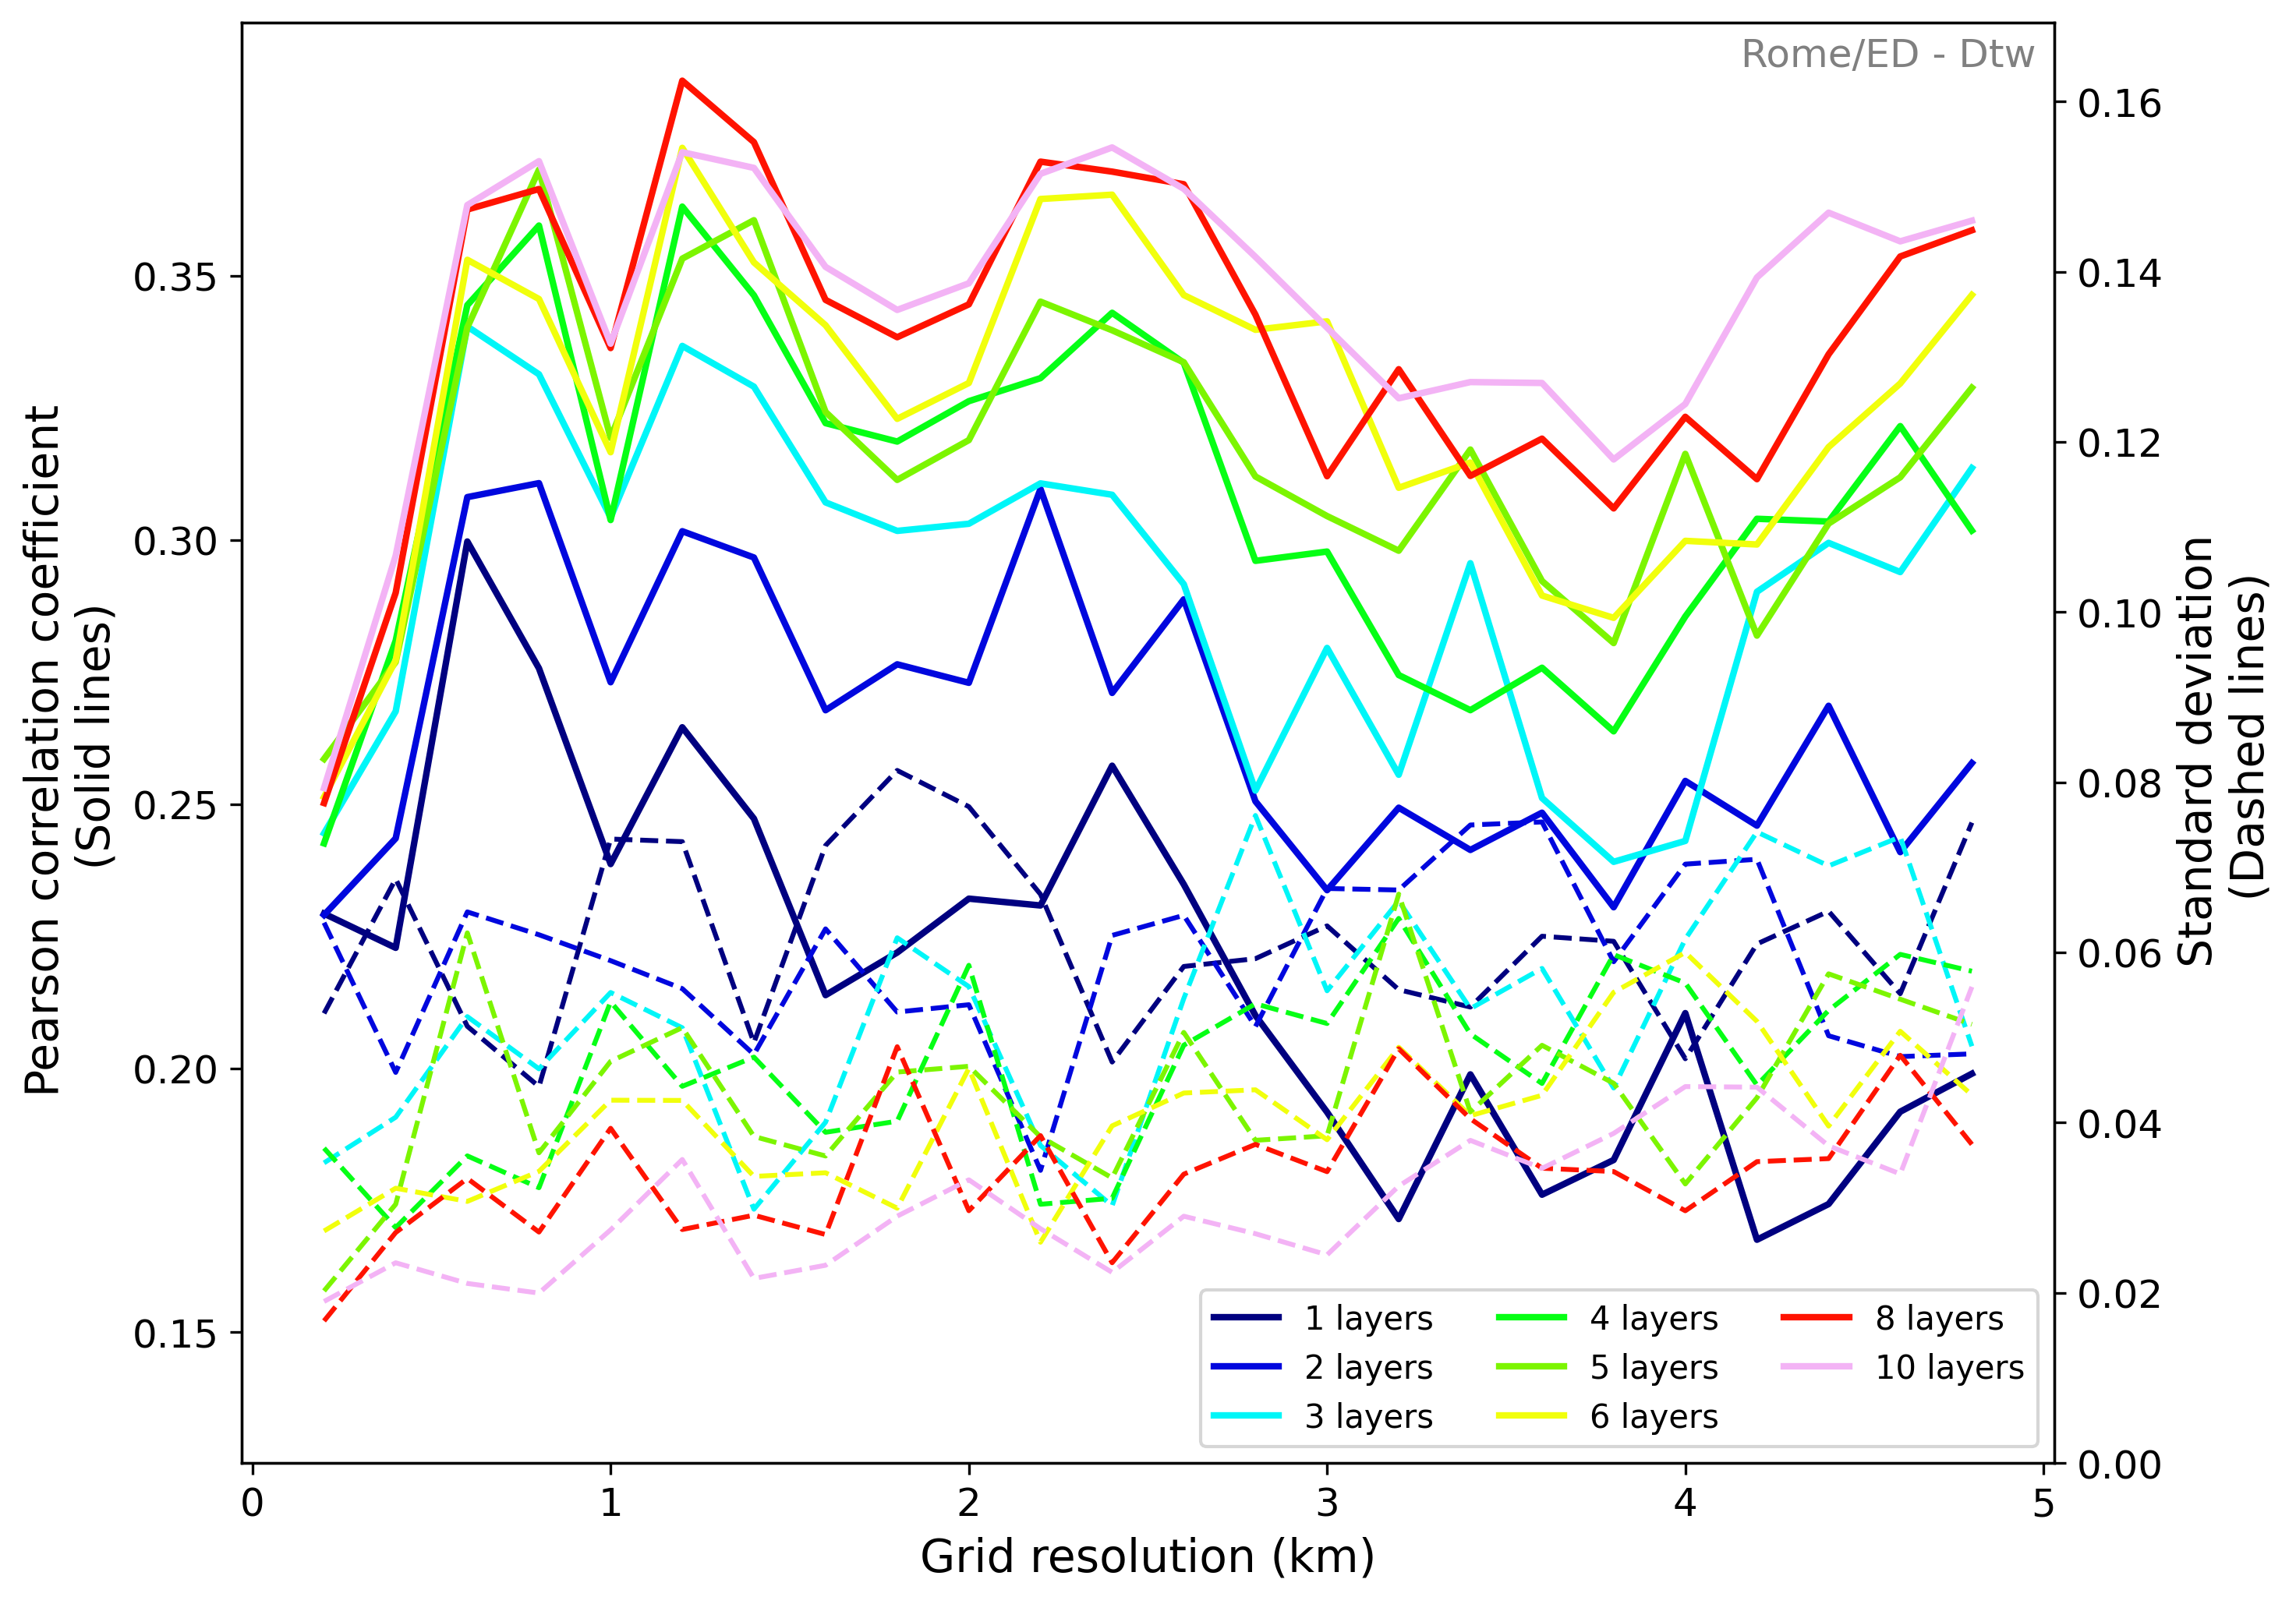 Rome/ED - Dtw
Pearson correlation coefficient
(Solid lines)
0.35
0.30
0.25
0.20
0.15
0.16
0.14
0.12
0.10
0.08
0.06
0.04
0.02
0.00
Standard deviation
(Dashed lines)
1 layers
2 layers
3 layers
4 layers
5 layers
6 layers
8 layers
10 layers
0 1 2 3 4 5
Grid resolution (km)